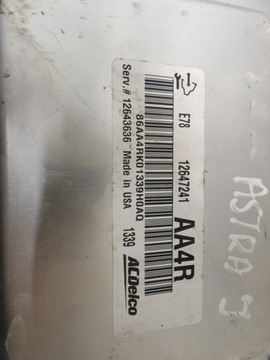 E78
12647241
AA4R
86AA4RK01339H0AQ
Serv.# 12643636 Made in USA
1339
ACDelco
ASTRA J